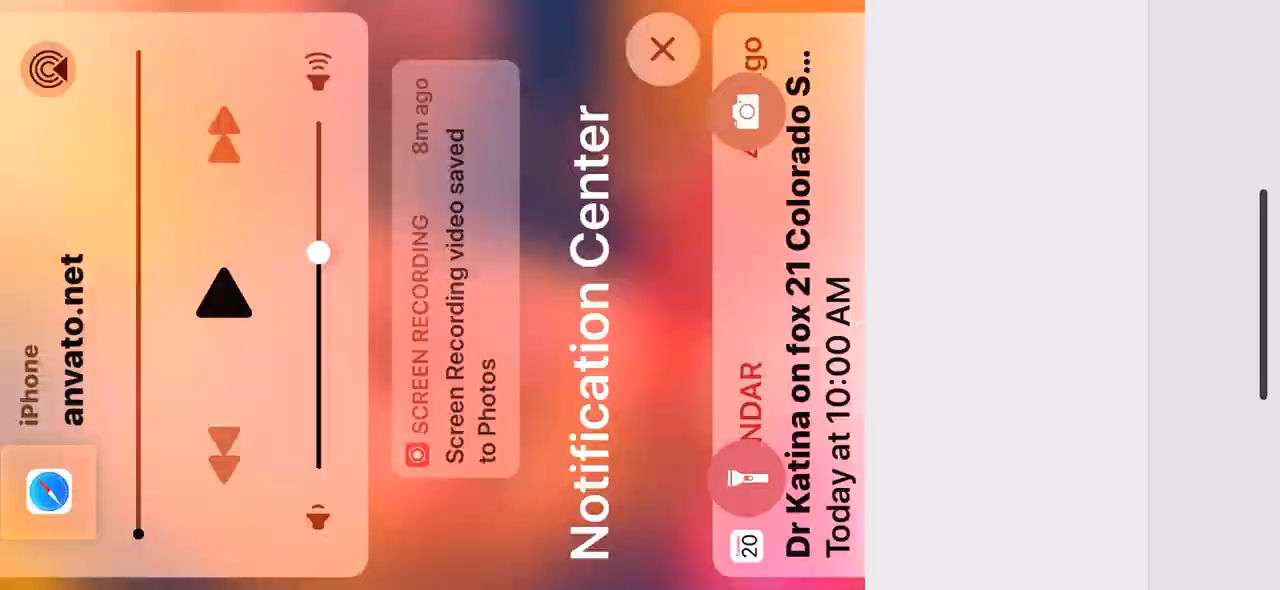 iPhone
anvato.net
SCREEN RECORDING 8m ago
Screen Recording video saved
to Photos
Notification Center
20
NDAR
go
Dr Katina on fox 21 Colorado S...
Today at 10:00 AM